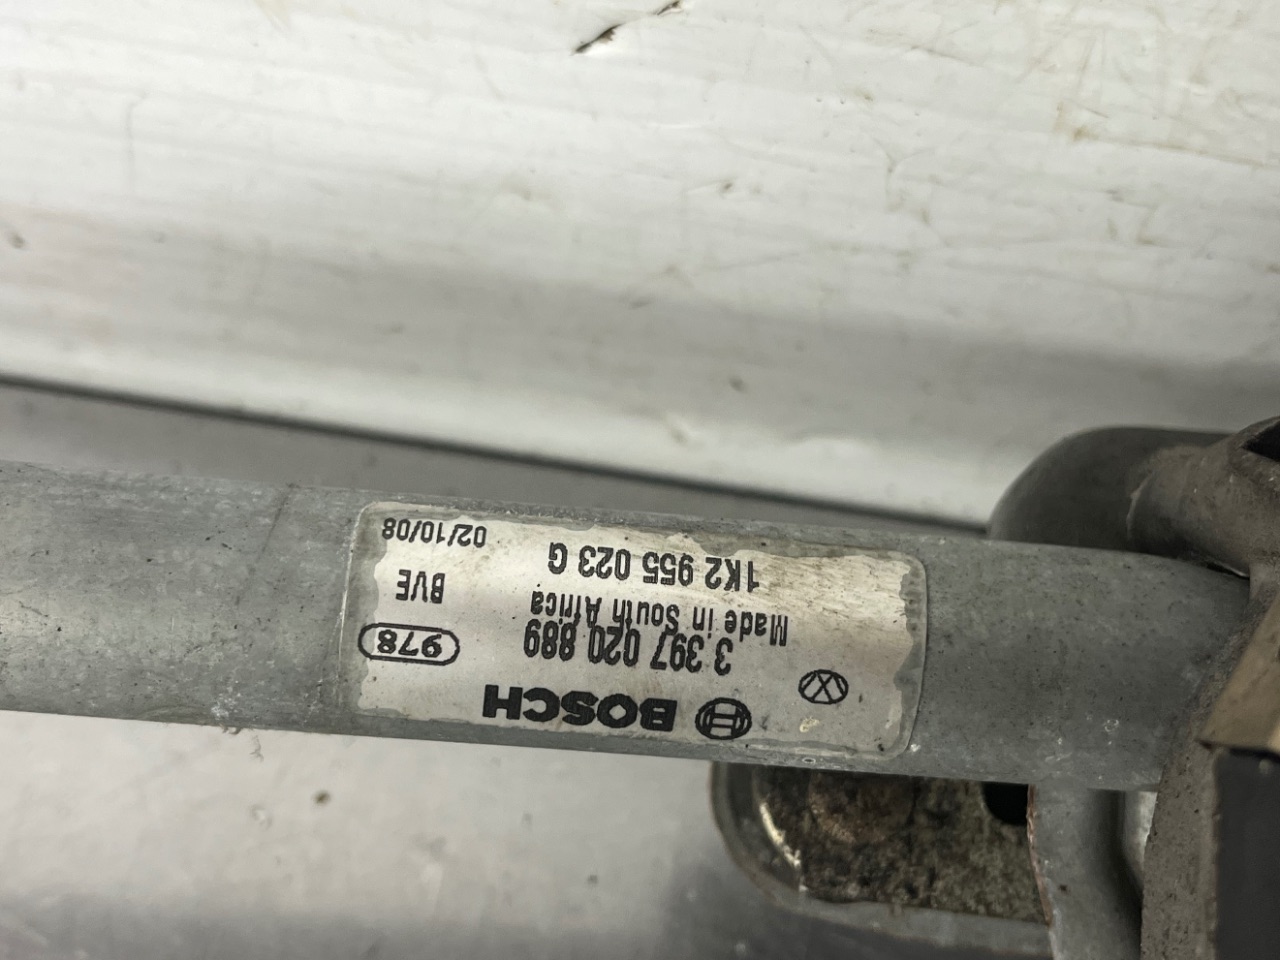 BOSCH
3 397 020 889
978
Made in South Africa
BVE
1K2 955 023 G
02/10/08